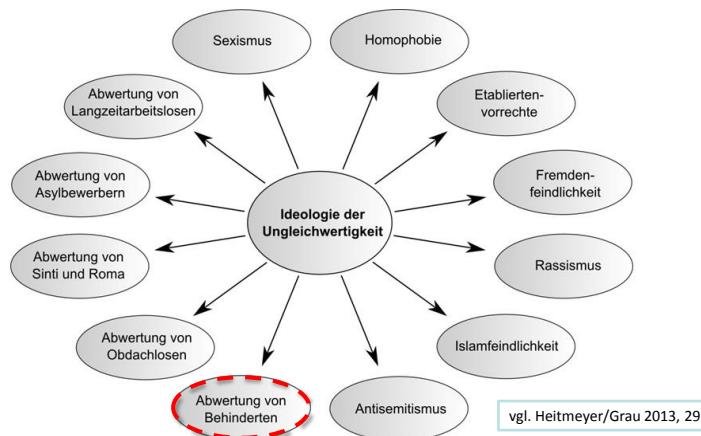 Sexismus
Homophobie
Abwertung von
Langzeitarbeitslosen
Etablierten-
vorrechte
Abwertung von
Asylbewerbern
Fremden-
feindlichkeit
Ideologie der
Ungleichwertigkeit
Abwertung von
Sinti und Roma
Rassismus
Abwertung von
Obdachlosen
Islamfeindlichkeit
Abwertung von
Behinderten
Antisemitismus
vgl. Heitmeyer/Grau 2013, 29